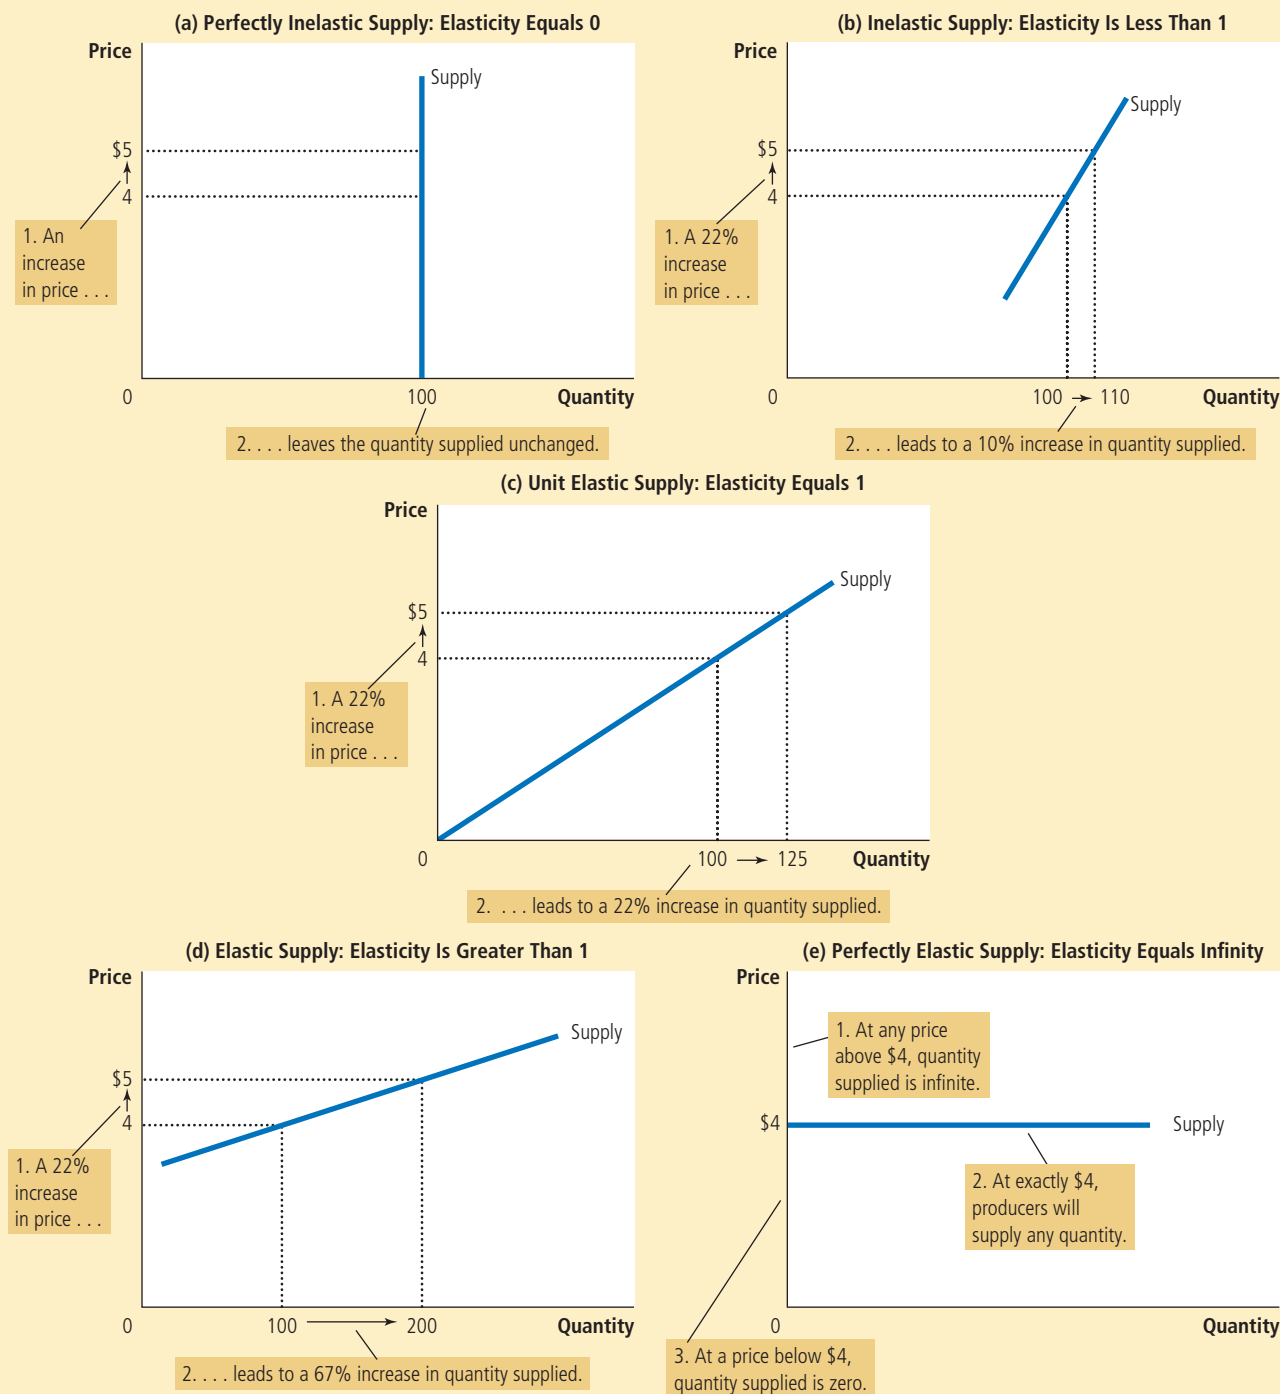 (a) Perfectly Inelastic Supply: Elasticity Equals 0
Price
Supply
$5
4
1. An
increase
in price . . .
0
100
Quantity
2. . . . leaves the quantity supplied unchanged.
(b) Inelastic Supply: Elasticity Is Less Than 1
Price
Supply
$5
4
1. A 22%
increase
in price . . .
0
100
110
Quantity
2. . . . leads to a 10% increase in quantity supplied.
(c) Unit Elastic Supply: Elasticity Equals 1
Price
Supply
$5
4
1. A 22%
increase
in price . . .
0
100
125
Quantity
2. . . . leads to a 22% increase in quantity supplied.
(d) Elastic Supply: Elasticity Is Greater Than 1
Price
Supply
$5
4
1. A 22%
increase
in price . . .
0
100
200
Quantity
2. . . . leads to a 67% increase in quantity supplied.
(e) Perfectly Elastic Supply: Elasticity Equals Infinity
Price
1. At any price
above $4, quantity
supplied is infinite.
$4
Supply
2. At exactly $4,
producers will
supply any quantity.
0
Quantity
3. At a price below $4,
quantity supplied is zero.